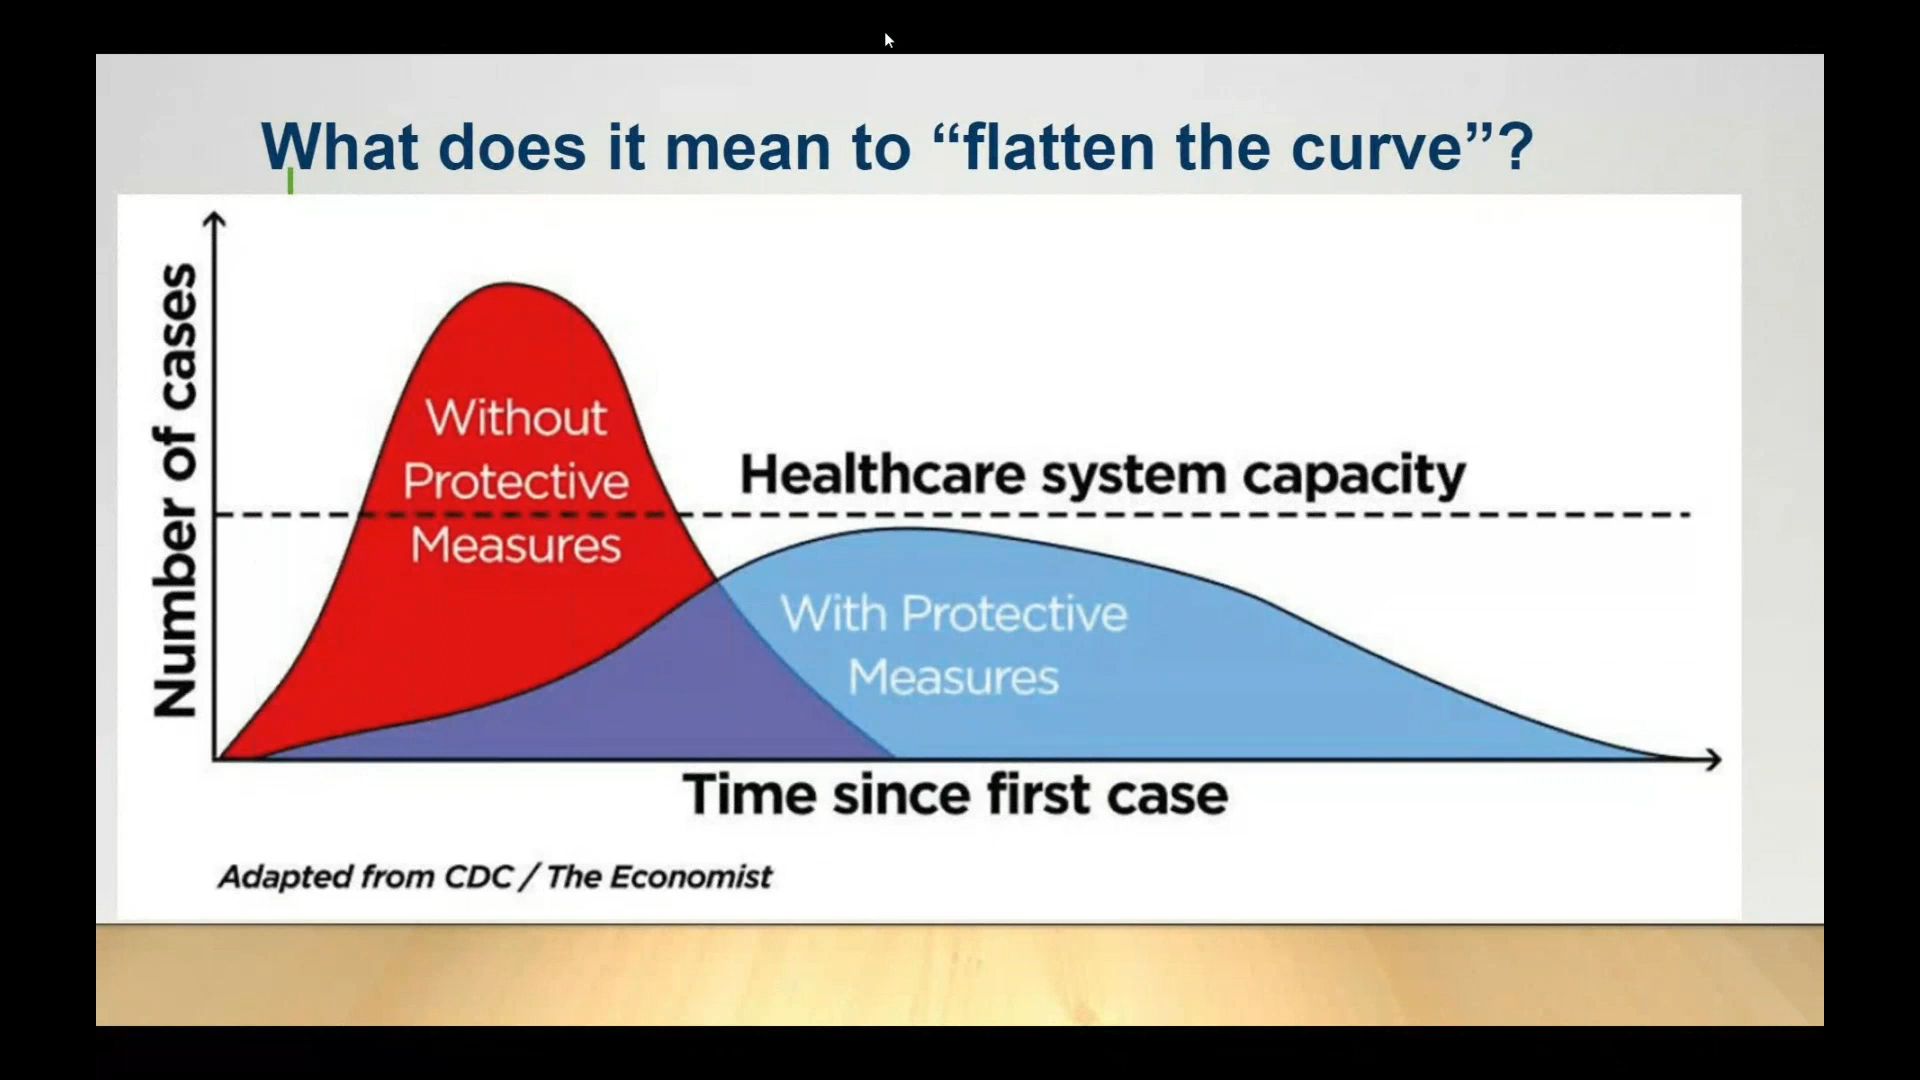 What does it mean to “flatten the curve”?
Number of cases
Without
Protective
Measures
Healthcare system capacity
With Protective
Measures
Time since first case
Adapted from CDC / The Economist